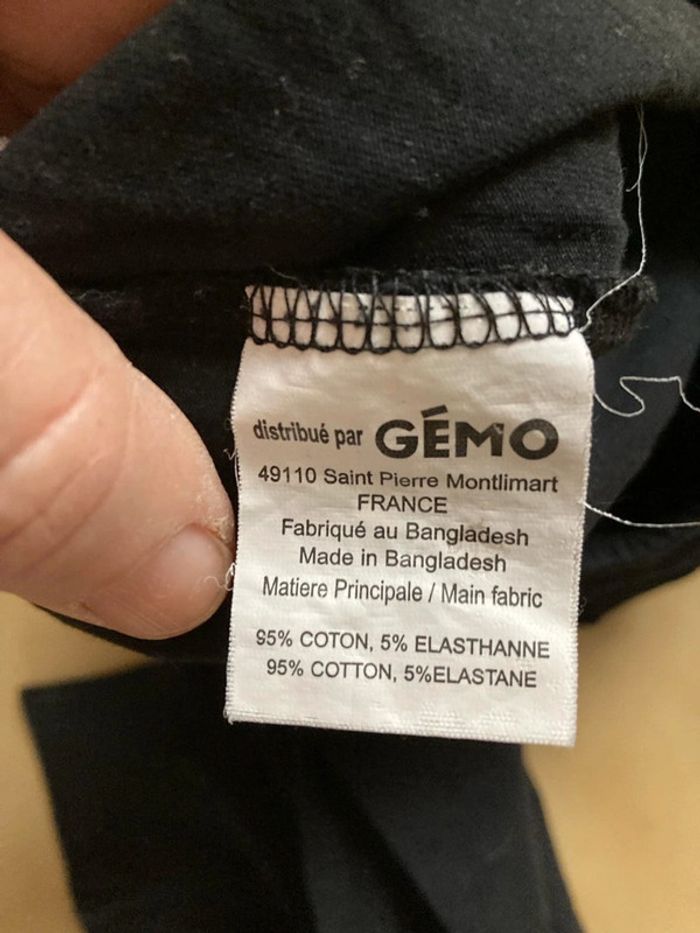 distribué par GÉMO
49110 Saint Pierre Montlimart
FRANCE
Fabriqué au Bangladesh
Made in Bangladesh
Matiere Principale / Main fabric
95% COTON, 5% ELASTHANNE
95% COTTON, 5%ELASTANE